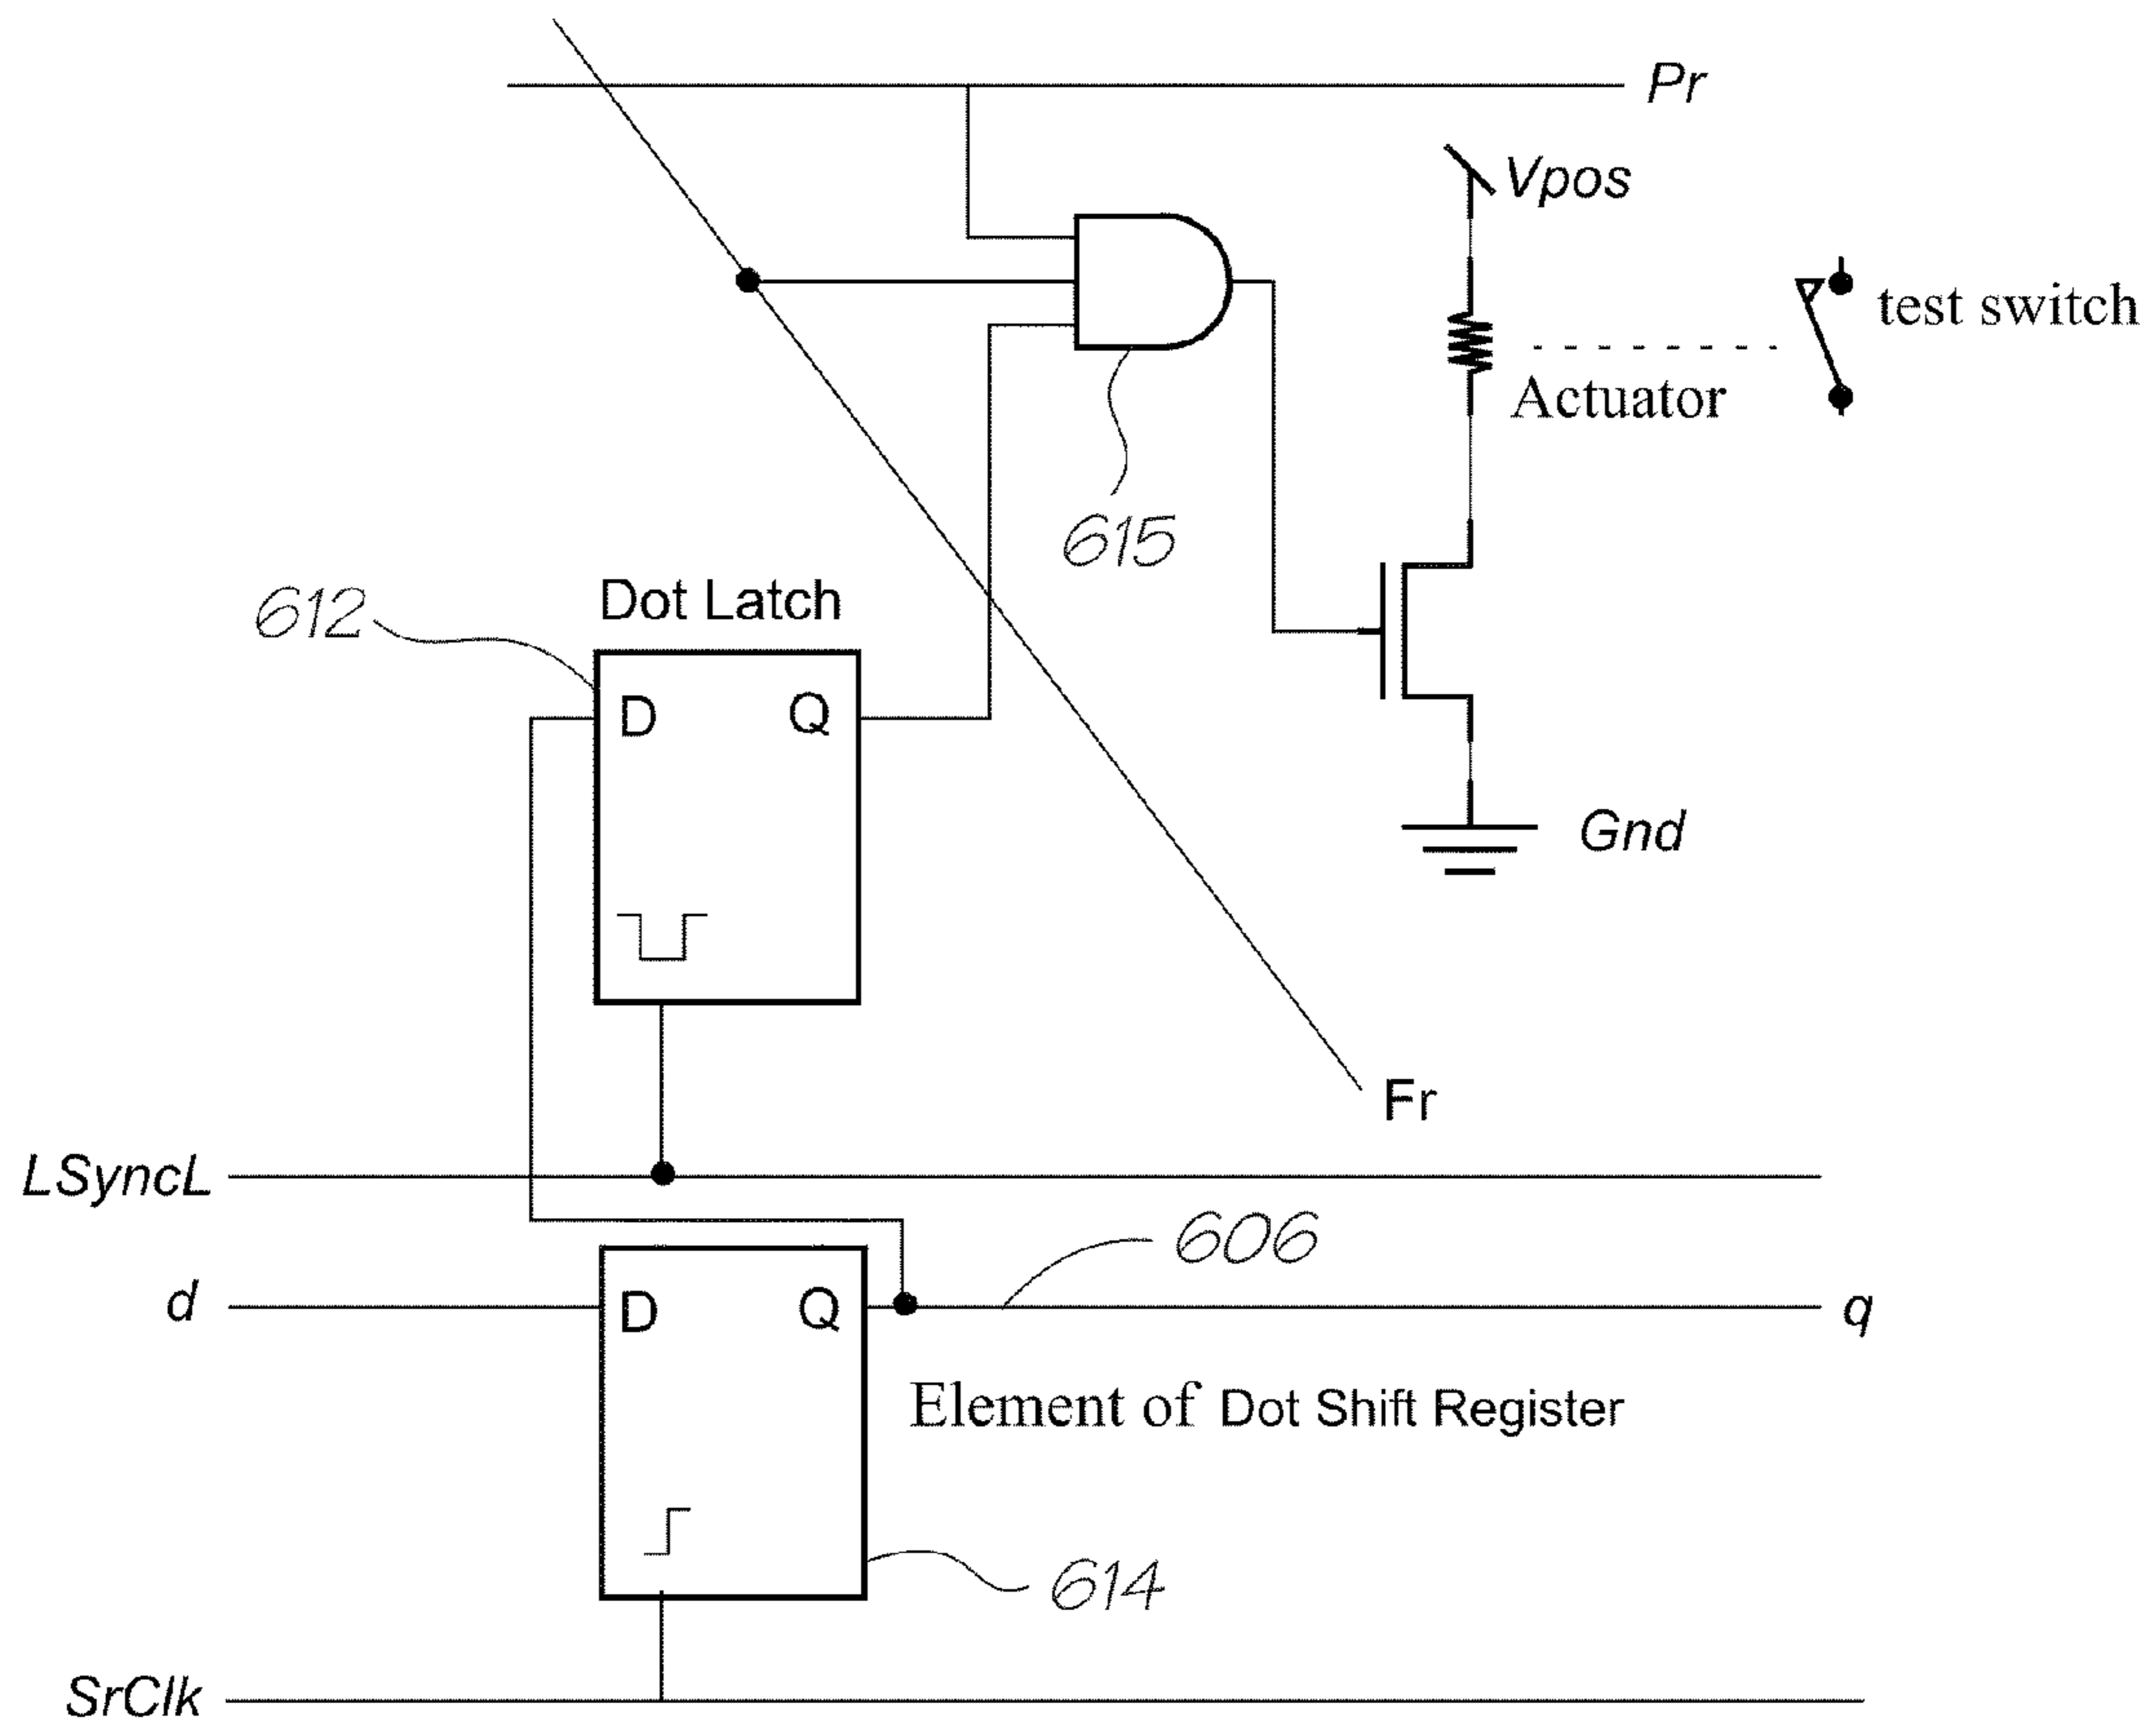 Pr
Vpos
test switch
Actuator
615
612
Dot Latch
D Q
Gnd
Fr
LSyncL
606
d
D Q
q
Element of Dot Shift Register
614
SrClk